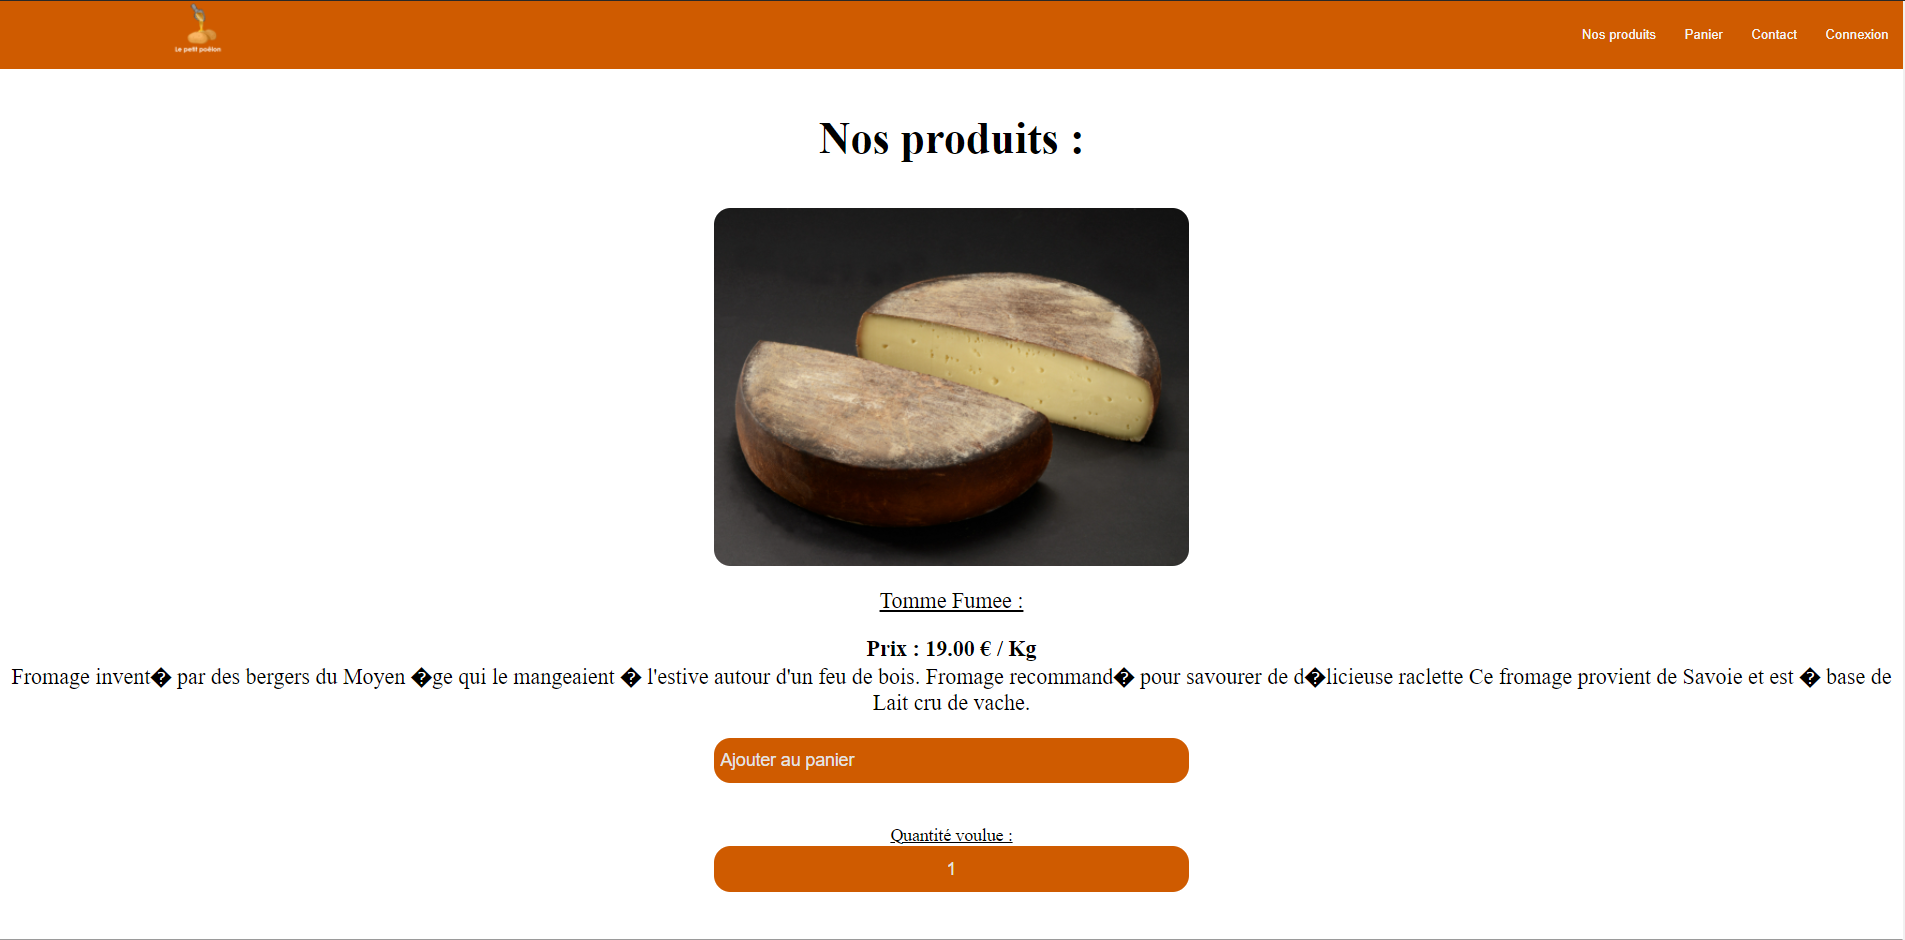 Le petit poêlon
Nos produits
Panier
Contact
Connexion
Nos produits :
Tomme Fumee :
Prix : 19.00 € / Kg
Fromage invent� par des bergers du Moyen �ge qui le mangeaient � l'estive autour d'un feu de bois. Fromage recommand� pour savourer de d�licieuse raclette Ce fromage provient de Savoie et est � base de
Lait cru de vache.
Ajouter au panier
Quantité voulue :
1